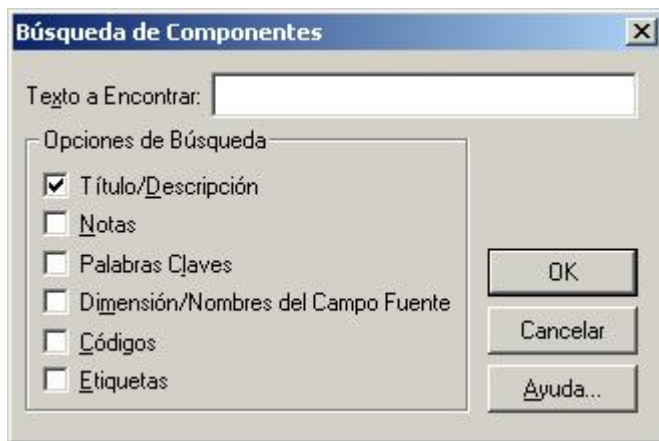 Búsqueda de Componentes
Texto a Encontrar:
Opciones de Búsqueda
Título/Descripción
Notas
Palabras Claves
Dimensión/Nombres del Campo Fuente
Códigos
Etiquetas
OK
Cancelar
Ayuda...